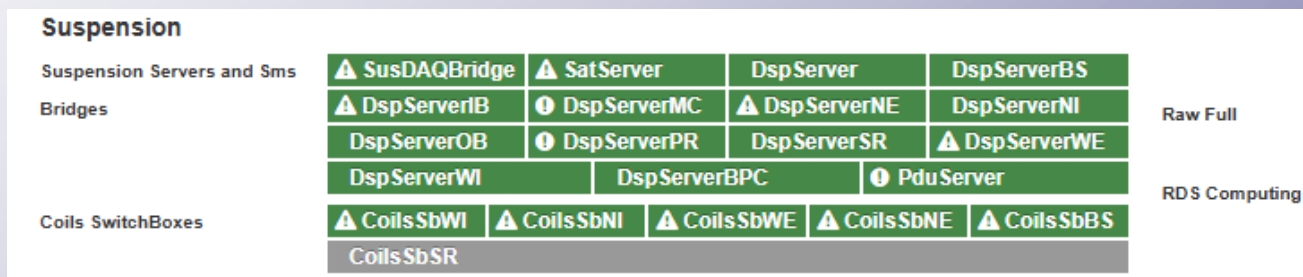 Suspension
Suspension Servers and Sms SusDAQBridge SatServer DspServer DspServerBS
Bridges DspServerIB DspServerMC DspServerNE DspServerNI
Raw Full
DspServerOB DspServerPR DspServerSR DspServerWE
DspServerWI DspServerBPC PduServer
RDS Computing
Coils SwitchBoxes CoilsSbWI CoilsSbNI CoilsSbWE CoilsSbNE CoilsSbBS
CoilsSbSR